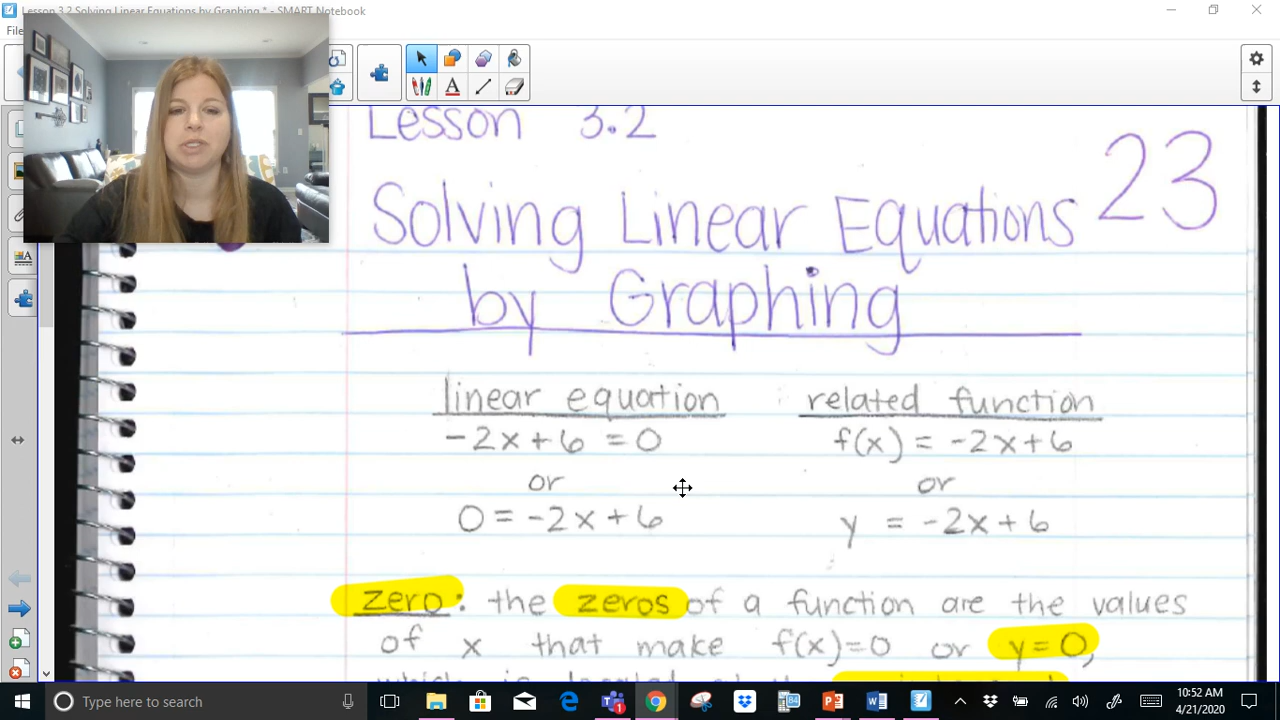 Lesson 3.2 Solving Linear Equations by Graphing * - SMART Notebook
File
Lesson 3.2
23
Solving Linear Equations
by Graphing
linear equation related function
-2x+6 = 0 f(x) = -2x+6
or or
0 = -2x+6 y = -2x+6
zero: the zeros of a function are the values
of x that make f(x)=0 or y=0,
Type here to search
10:52 AM
4/21/2020